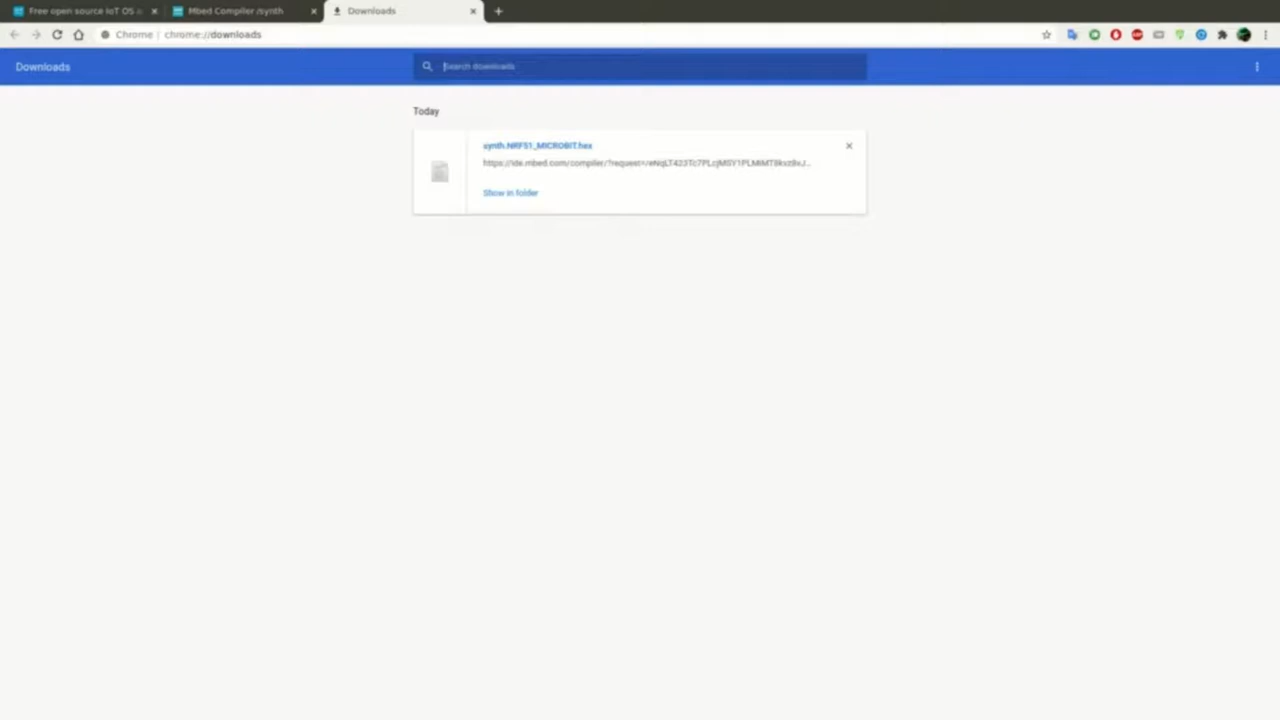 Free open source IoT OS a
Mbed Compiler /synth
Downloads
Chrome | chrome://downloads
Downloads
Search downloads
Today
synth.NRF51_MICROBIT.hex
Show in folder